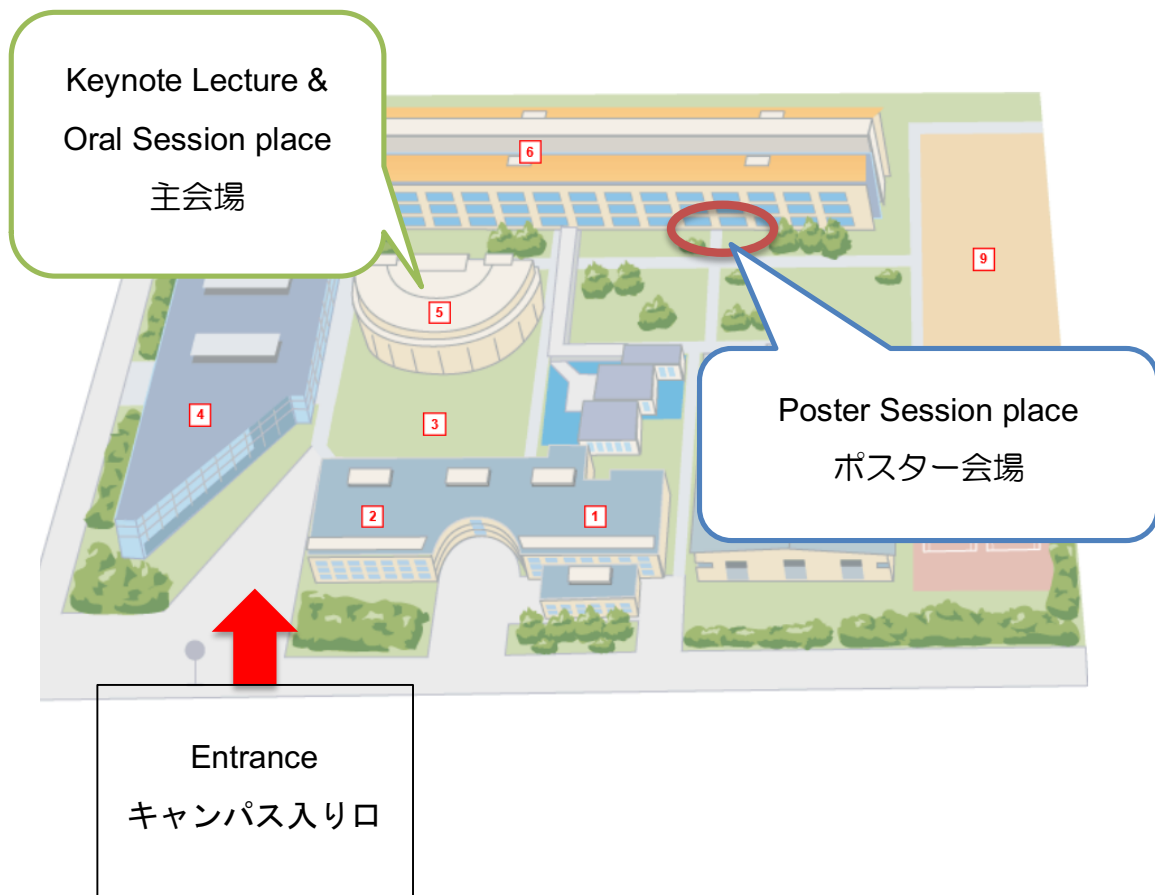 Keynote Lecture &
Oral Session place
主会場
6
9
5
4
3
Poster Session place
ポスター会場
2
1
Entrance
キャンパス入り口